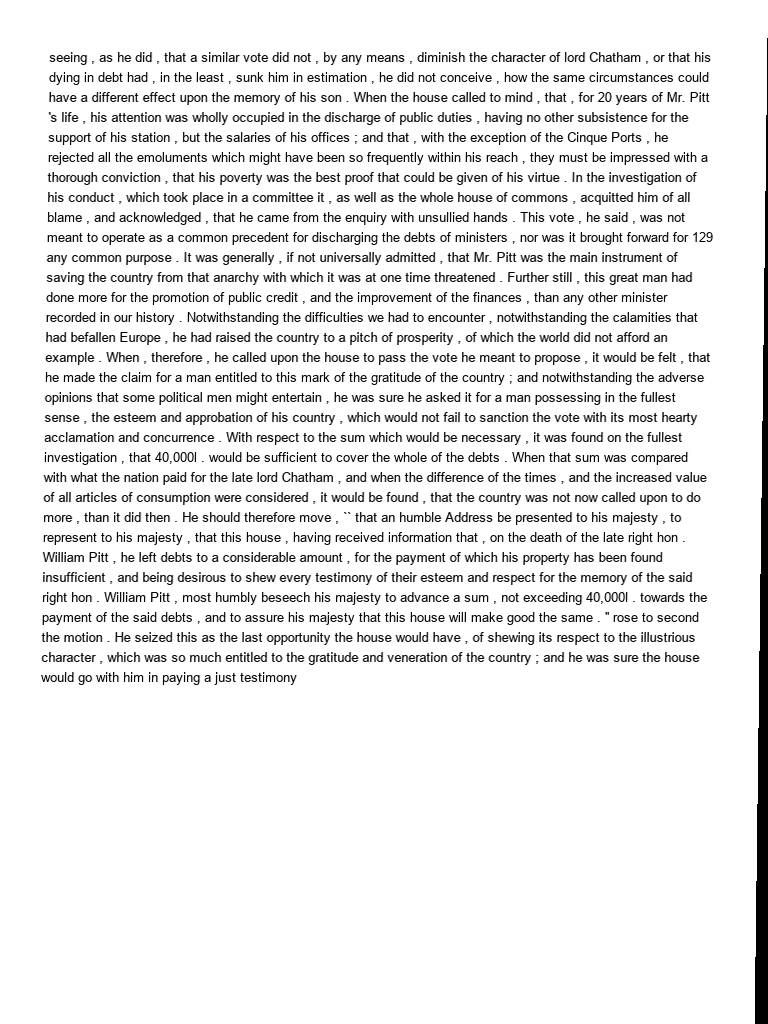 seeing , as he did , that a similar vote did not , by any means , diminish the character of lord Chatham , or that his
dying in debt had , in the least , sunk him in estimation , he did not conceive , how the same circumstances could
have a different effect upon the memory of his son . When the house called to mind , that , for 20 years of Mr. Pitt
's life , his attention was wholly occupied in the discharge of public duties , having no other subsistence for the
support of his station , but the salaries of his offices ; and that , with the exception of the Cinque Ports , he
rejected all the emoluments which might have been so frequently within his reach , they must be impressed with a
thorough conviction , that his poverty was the best proof that could be given of his virtue . In the investigation of
his conduct , which took place in a committee it , as well as the whole house of commons , acquitted him of all
blame , and acknowledged , that he came from the enquiry with unsullied hands . This vote , he said , was not
meant to operate as a common precedent for discharging the debts of ministers , nor was it brought forward for 129
any common purpose . It was generally , if not universally admitted , that Mr. Pitt was the main instrument of
saving the country from that anarchy with which it was at one time threatened . Further still , this great man had
done more for the promotion of public credit , and the improvement of the finances , than any other minister
recorded in our history . Notwithstanding the difficulties we had to encounter , notwithstanding the calamities that
had befallen Europe , he had raised the country to a pitch of prosperity , of which the world did not afford an
example . When , therefore , he called upon the house to pass the vote he meant to propose , it would be felt , that
he made the claim for a man entitled to this mark of the gratitude of the country ; and notwithstanding the adverse
opinions that some political men might entertain , he was sure he asked it for a man possessing in the fullest
sense , the esteem and approbation of his country , which would not fail to sanction the vote with its most hearty
acclamation and concurrence . With respect to the sum which would be necessary , it was found on the fullest
investigation , that 40,000l . would be sufficient to cover the whole of the debts . When that sum was compared
with what the nation paid for the late lord Chatham , and when the difference of the times , and the increased value
of all articles of consumption were considered , it would be found , that the country was not now called upon to do
more , than it did then . He should therefore move , `` that an humble Address be presented to his majesty , to
represent to his majesty , that this house , having received information that , on the death of the late right hon .
William Pitt , he left debts to a considerable amount , for the payment of which his property has been found
insufficient , and being desirous to shew every testimony of their esteem and respect for the memory of the said
right hon . William Pitt , most humbly beseech his majesty to advance a sum , not exceeding 40,000l . towards the
payment of the said debts , and to assure his majesty that this house will make good the same . '' rose to second
the motion . He seized this as the last opportunity the house would have , of shewing its respect to the illustrious
character , which was so much entitled to the gratitude and veneration of the country ; and he was sure the house
would go with him in paying a just testimony